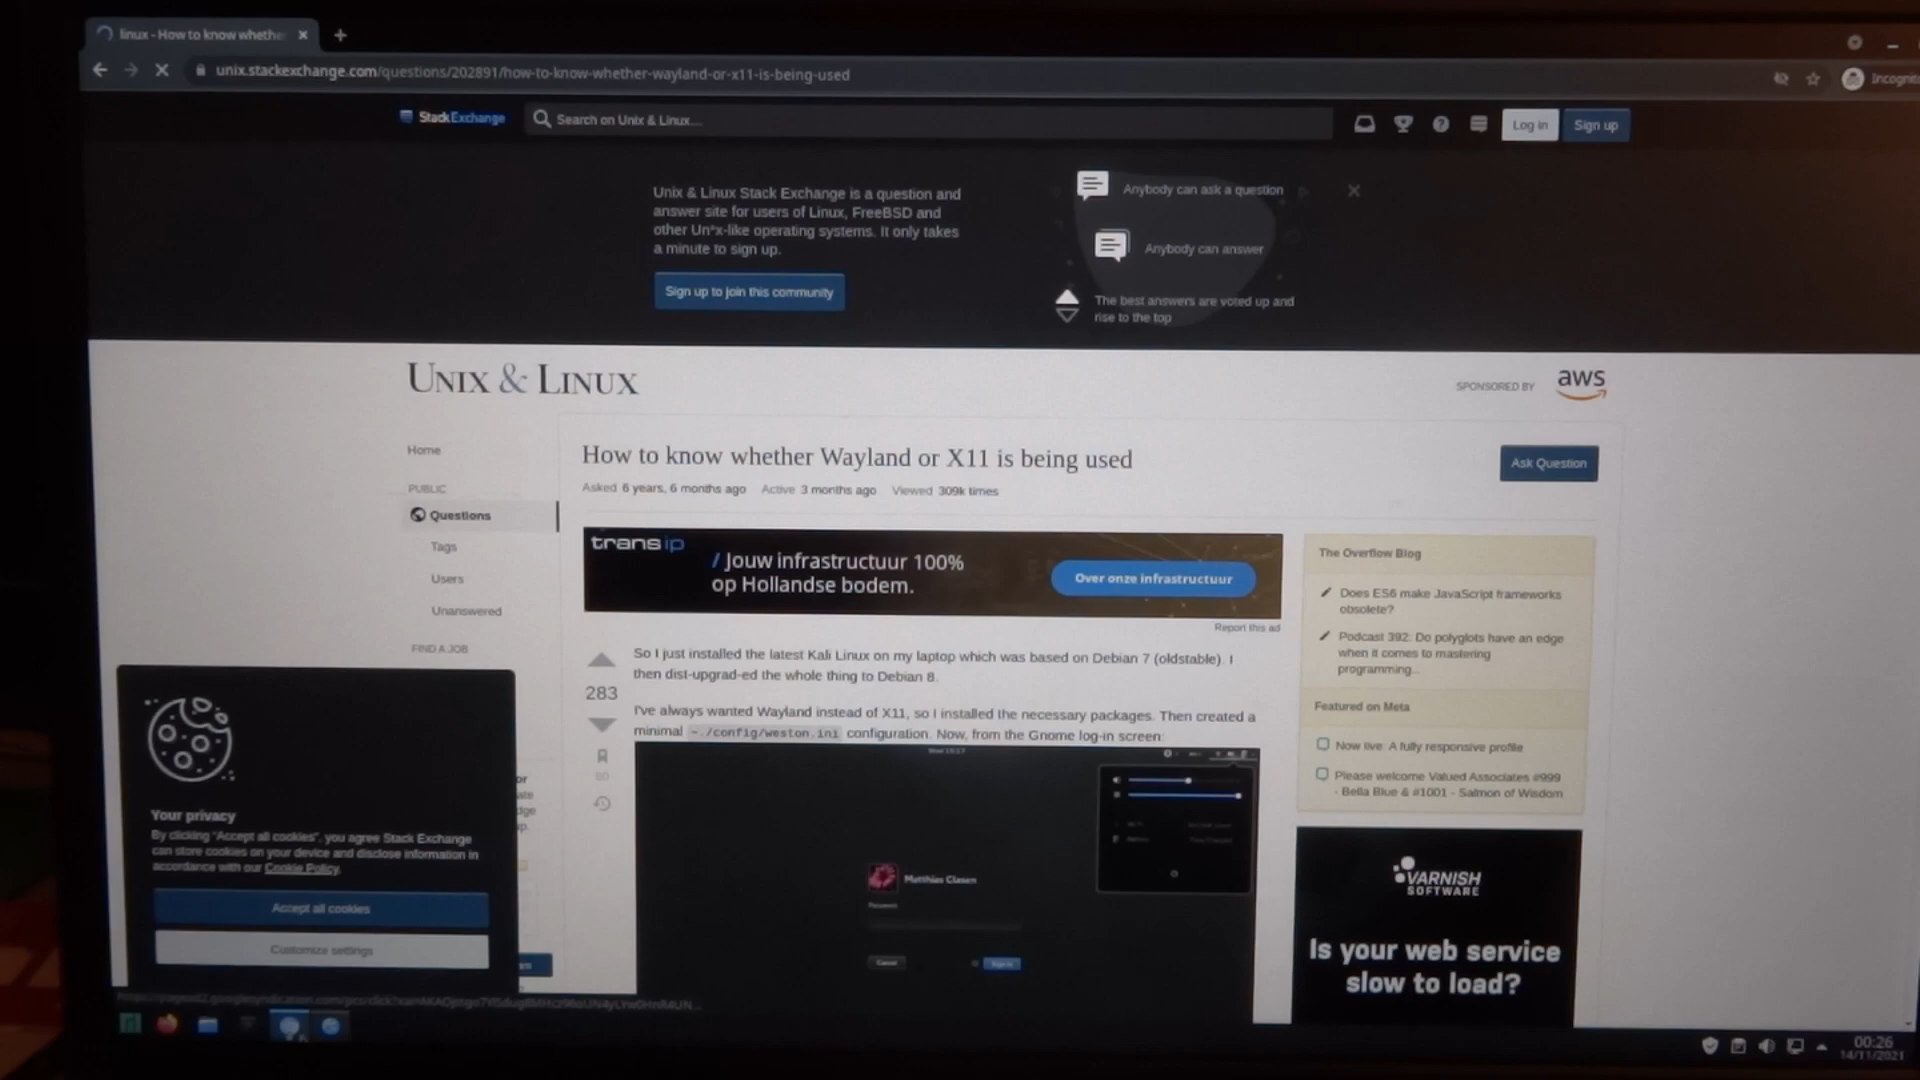 linux - How to know whethe
unix.stackexchange.com/questions/202891/how-to-know-whether-wayland-or-x11-is-being-used
Incognit
StackExchange
Search on Unix & Linux...
Log in
Sign up
Unix & Linux Stack Exchange is a question and
answer site for users of Linux, FreeBSD and
other Un*x-like operating systems. It only takes
a minute to sign up.
Sign up to join this community
Anybody can ask a question
Anybody can answer
The best answers are voted up and
rise to the top
UNIX & LINUX
SPONSORED BY
aws
Home
PUBLIC
Questions
Tags
Users
Unanswered
FIND A JOB
How to know whether Wayland or X11 is being used
Ask Question
Asked 6 years, 6 months ago Active 3 months ago Viewed 309k times
transip
/ Jouw infrastructuur 100%
op Hollandse bodem.
Over onze infrastructuur
Report this ad
283
So I just installed the latest Kali Linux on my laptop which was based on Debian 7 (oldstable). I
then dist-upgrad-ed the whole thing to Debian 8.
I've always wanted Wayland instead of X11, so I installed the necessary packages. Then created a
minimal ~./config/weston.ini configuration. Now, from the Gnome log-in screen:
Matthias Clasen
Password:
Cancel
Sign In
The Overflow Blog
Does ES6 make JavaScript frameworks
obsolete?
Podcast 392: Do polyglots have an edge
when it comes to mastering
programming...
Featured on Meta
Now live: A fully responsive profile
Please welcome Valued Associates #999
- Bella Blue & #1001 - Salmon of Wisdom
VARNISH
SOFTWARE
Is your web service
slow to load?
Your privacy
By clicking "Accept all cookies", you agree Stack Exchange
can store cookies on your device and disclose information in
accordance with our Cookie Policy.
Accept all cookies
Customize settings
00:26
14/11/2021